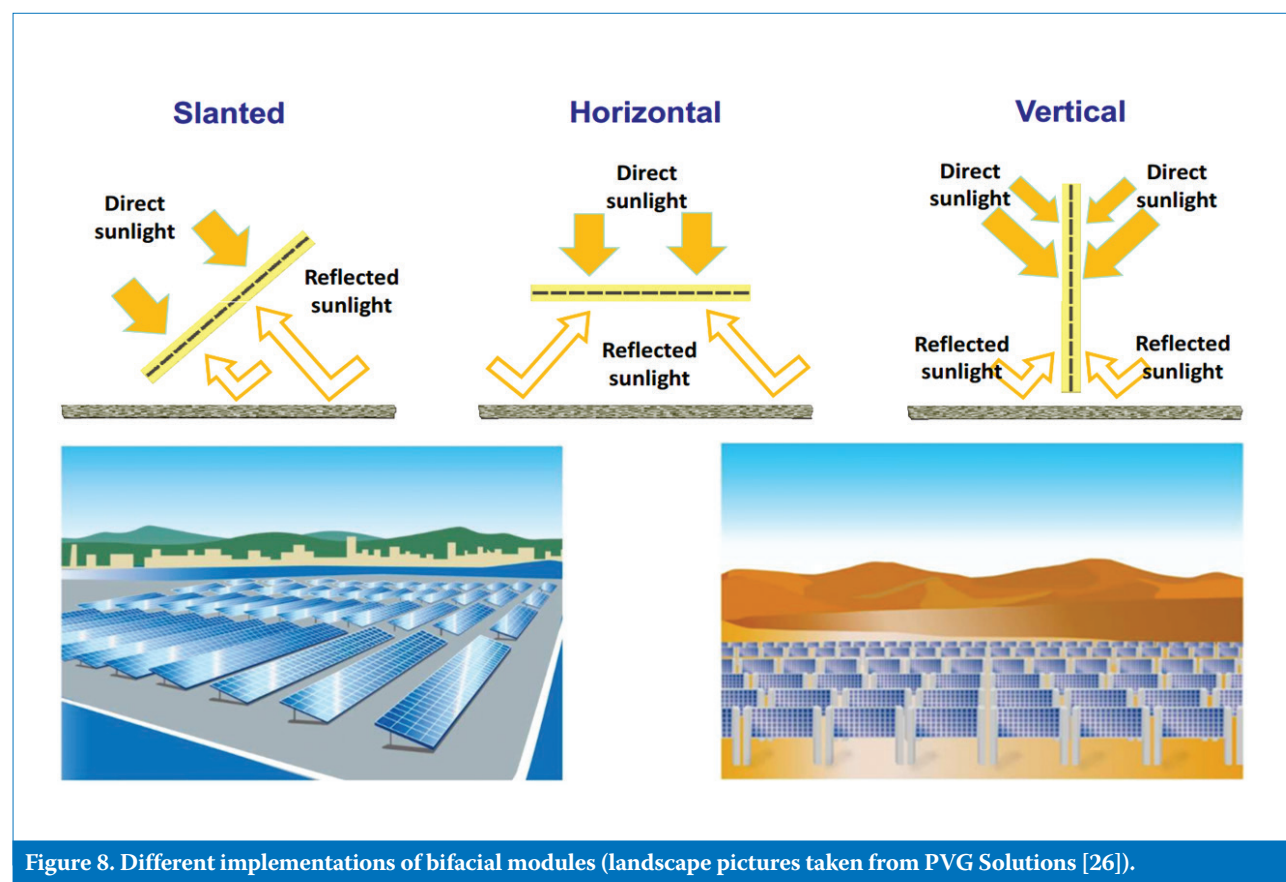 Slanted
Direct
sunlight
Reflected
sunlight
Horizontal
Direct
sunlight
Reflected
sunlight
Vertical
Direct
sunlight
Direct
sunlight
Reflected
sunlight
Reflected
sunlight
Figure 8. Different implementations of bifacial modules (landscape pictures taken from PVG Solutions [26]).